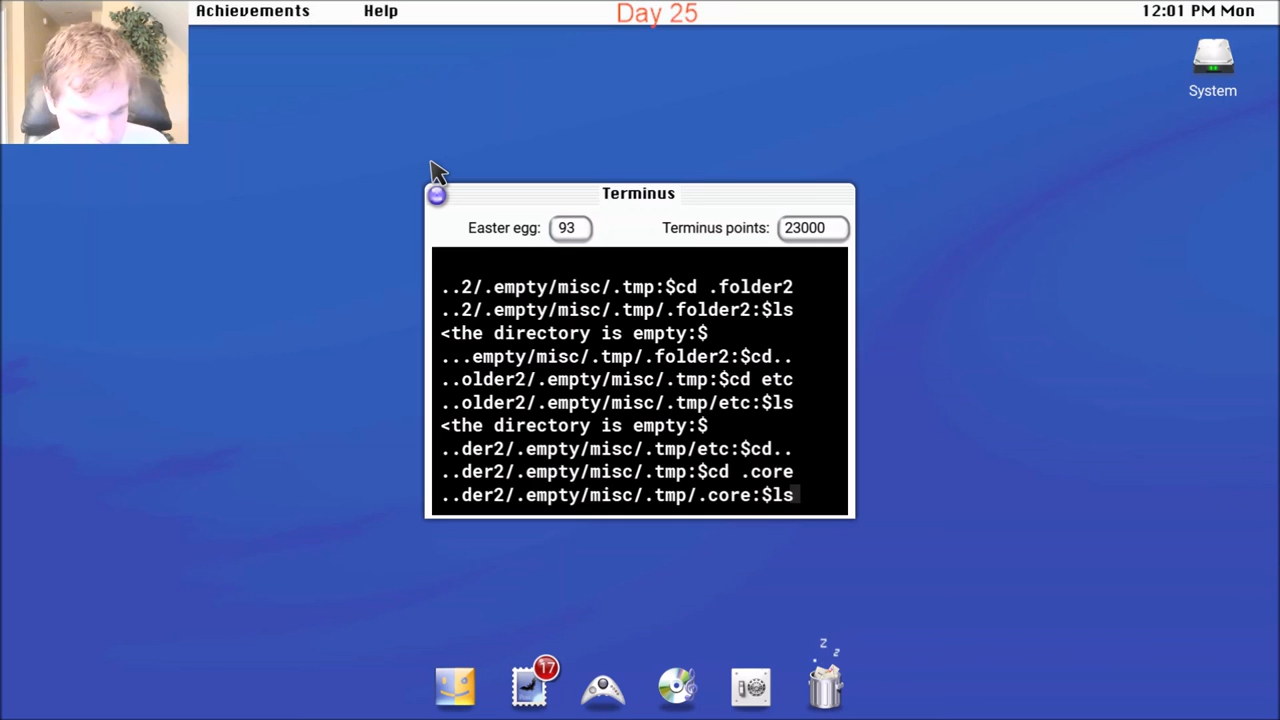 Achievements
Help
Day 25
12:01 PM Mon
System
Terminus
Easter egg: 93
Terminus points: 23000
..2/.empty/misc/.tmp:$cd .folder2
..2/.empty/misc/.tmp/.folder2:$ls
<the directory is empty:$
...empty/misc/.tmp/.folder2:$cd..
..older2/.empty/misc/.tmp:$cd etc
..older2/.empty/misc/.tmp/etc:$ls
<the directory is empty:$
..der2/.empty/misc/.tmp/etc:$cd..
..der2/.empty/misc/.tmp:$cd .core
..der2/.empty/misc/.tmp/.core:$ls
z
z
17